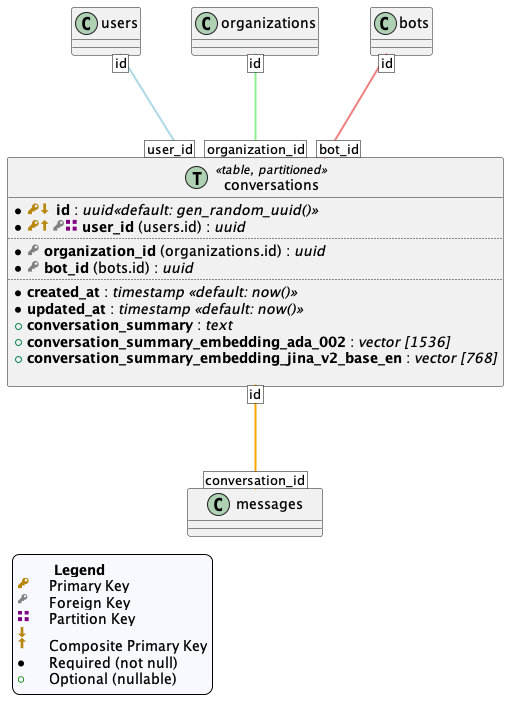 C users
C organizations
C bots
id
id
id
user_id
organization_id
bot_id
T «table, partitioned»
conversations
id : uuid«default: gen_random_uuid()»
user_id (users.id) : uuid
organization_id (organizations.id) : uuid
bot_id (bots.id) : uuid
created_at : timestamp «default: now()»
updated_at : timestamp «default: now()»
conversation_summary : text
conversation_summary_embedding_ada_002 : vector [1536]
conversation_summary_embedding_jina_v2_base_en : vector [768]
id
conversation_id
C messages
Legend
Primary Key
Foreign Key
Partition Key
Composite Primary Key
Required (not null)
Optional (nullable)